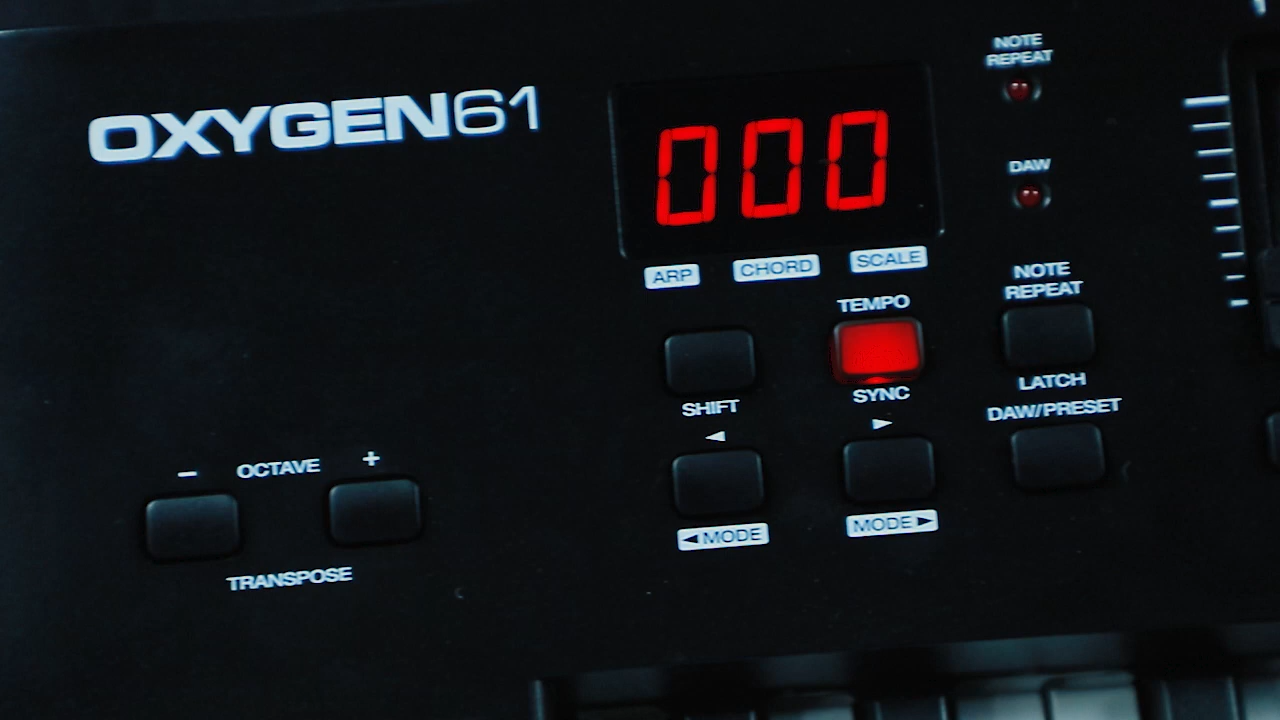 OXYGEN61
000
ARP CHORD SCALE
NOTE
REPEAT
DAW
TEMPO
SYNC
SHIFT
NOTE
REPEAT
LATCH
DAW/PRESET
◄ ►
◄MODE MODE►
− OCTAVE +
TRANSPOSE